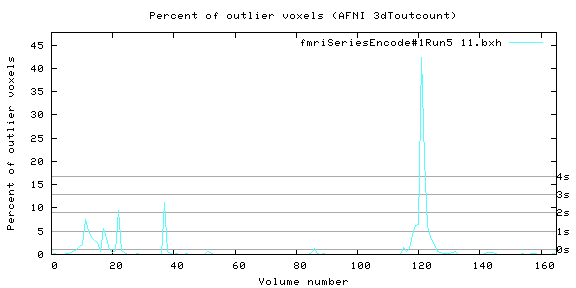 Percent of outlier voxels (AFNI 3dToutcount)
fmriSeriesEncode#1Run5 11.bxh
Percent of outlier voxels
45
40
35
30
25
20
15
10
5
0
4s
3s
2s
1s
0s
0 20 40 60 80 100 120 140 160
Volume number